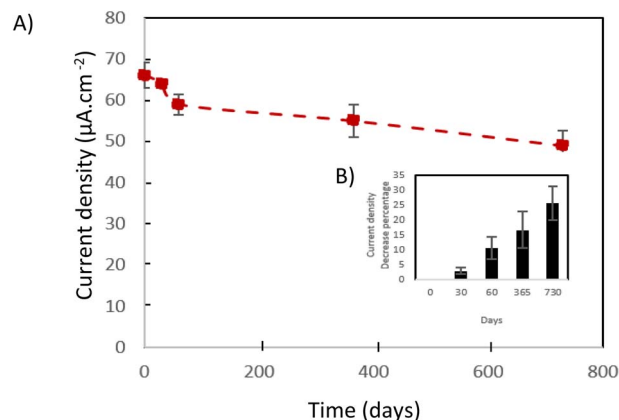 A)
Current density (µA.cm⁻²)
80
70
60
50
40
30
20
10
0
0 200 400 600 800
Time (days)
B)
Current density
Decrease percentage
35
30
25
20
15
10
5
0
0 30 60 365 730
Days